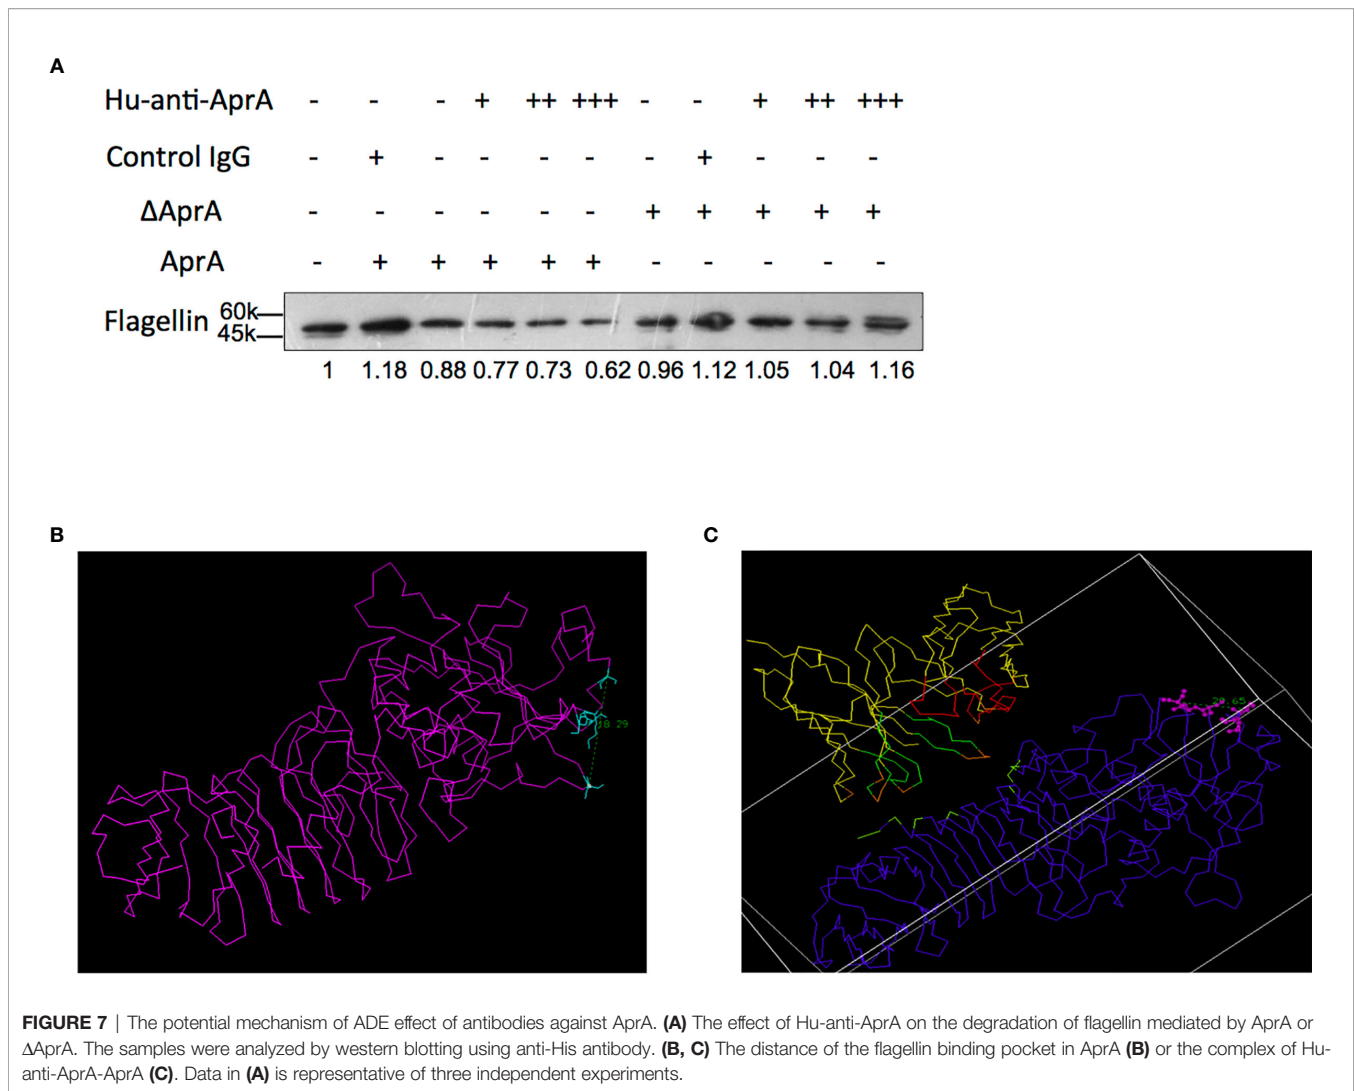 A
Hu-anti-AprA - - - + ++ +++ - - + ++ +++
Control IgG - + - - - - - + - - -
ΔAprA - - - - - - + + + + +
AprA - + + + + + - - - - -
Flagellin 60k
45k
1 1.18 0.88 0.77 0.73 0.62 0.96 1.12 1.05 1.04 1.16
B
C
18.29
20.65
FIGURE 7 | The potential mechanism of ADE effect of antibodies against AprA. (A) The effect of Hu-anti-AprA on the degradation of flagellin mediated by AprA or
ΔAprA. The samples were analyzed by western blotting using anti-His antibody. (B, C) The distance of the flagellin binding pocket in AprA (B) or the complex of Hu-
anti-AprA-AprA (C). Data in (A) is representative of three independent experiments.